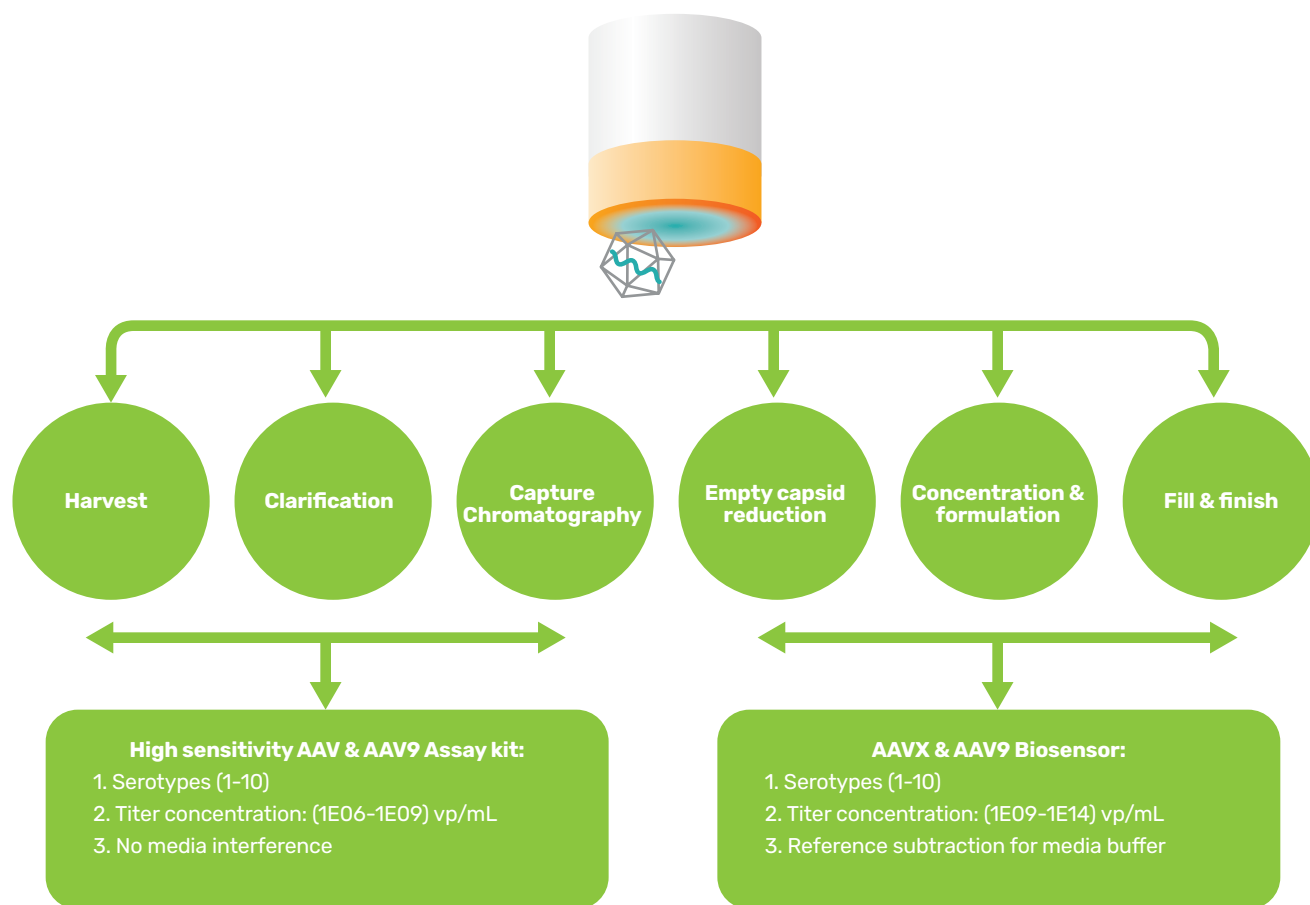 Harvest
Clarification
Capture
Chromatography
Empty capsid
reduction
Concentration &
formulation
Fill & finish
High sensitivity AAV & AAV9 Assay kit:
1. Serotypes (1-10)
2. Titer concentration: (1E06-1E09) vp/mL
3. No media interference
AAVX & AAV9 Biosensor:
1. Serotypes (1-10)
2. Titer concentration: (1E09-1E14) vp/mL
3. Reference subtraction for media buffer